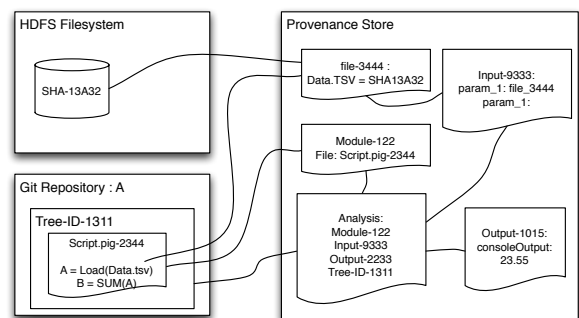 HDFS Filesystem
SHA-13A32
Git Repository : A
Tree-ID-1311
Script.pig-2344
A = Load(Data.tsv)
B = SUM(A)
Provenance Store
file-3444 :
Data.TSV = SHA13A32
Input-9333:
param_1: file_3444
param_1:
Module-122
File: Script.pig-2344
Analysis:
Module-122
Input-9333
Output-2233
Tree-ID-1311
Output-1015:
consoleOutput:
23.55